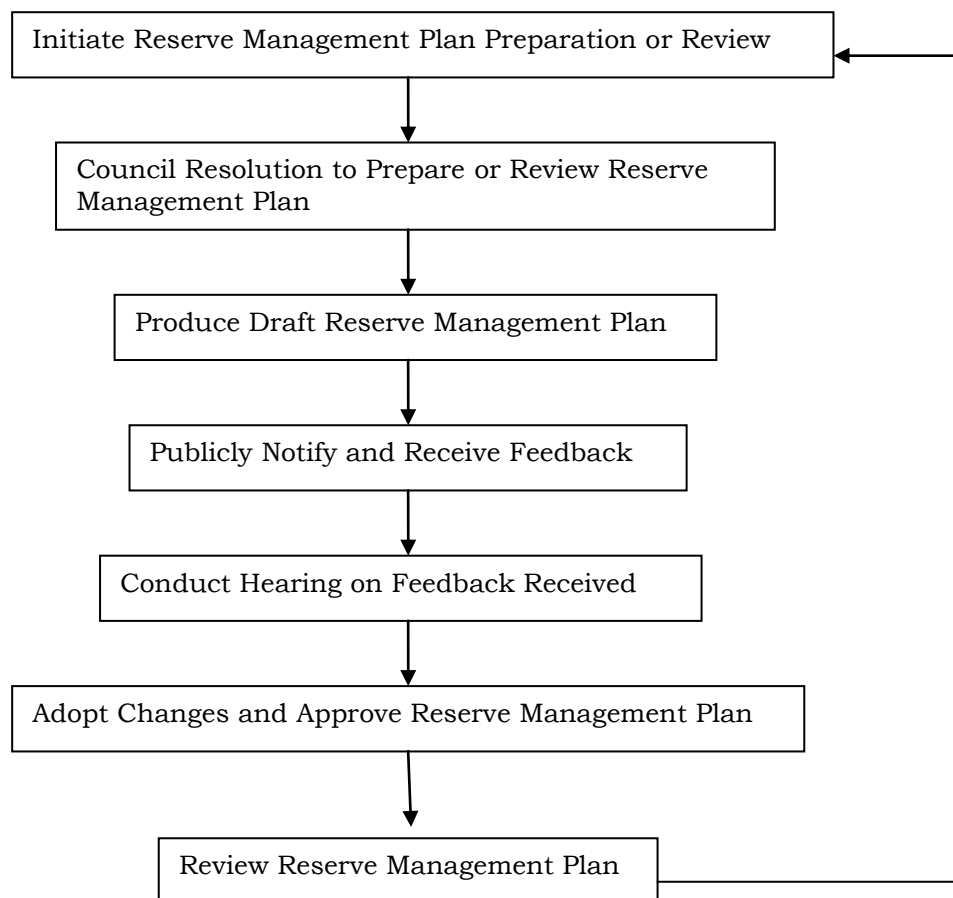 Initiate Reserve Management Plan Preparation or Review
Council Resolution to Prepare or Review Reserve
Management Plan
Produce Draft Reserve Management Plan
Publicly Notify and Receive Feedback
Conduct Hearing on Feedback Received
Adopt Changes and Approve Reserve Management Plan
Review Reserve Management Plan